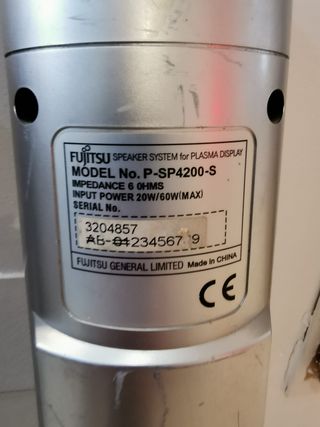 FUJITSU SPEAKER SYSTEM for PLASMA DISPLAY
MODEL No. P-SP4200-S
IMPEDANCE 6 OHMS
INPUT POWER 20W/60W(MAX)
SERIAL No.
3204857
AB-01234567 9
FUJITSU GENERAL LIMITED Made in CHINA
CE